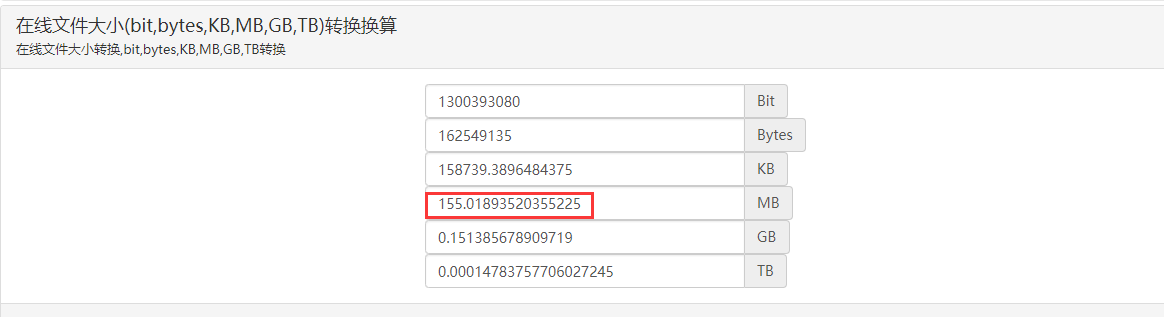 在线文件大小(bit,bytes,KB,MB,GB,TB)转换换算
在线文件大小转换,bit,bytes,KB,MB,GB,TB转换
1300393080 Bit
162549135 Bytes
158739.3896484375 KB
155.01893520355225 MB
0.151385678909719 GB
0.00014783757706027245 TB